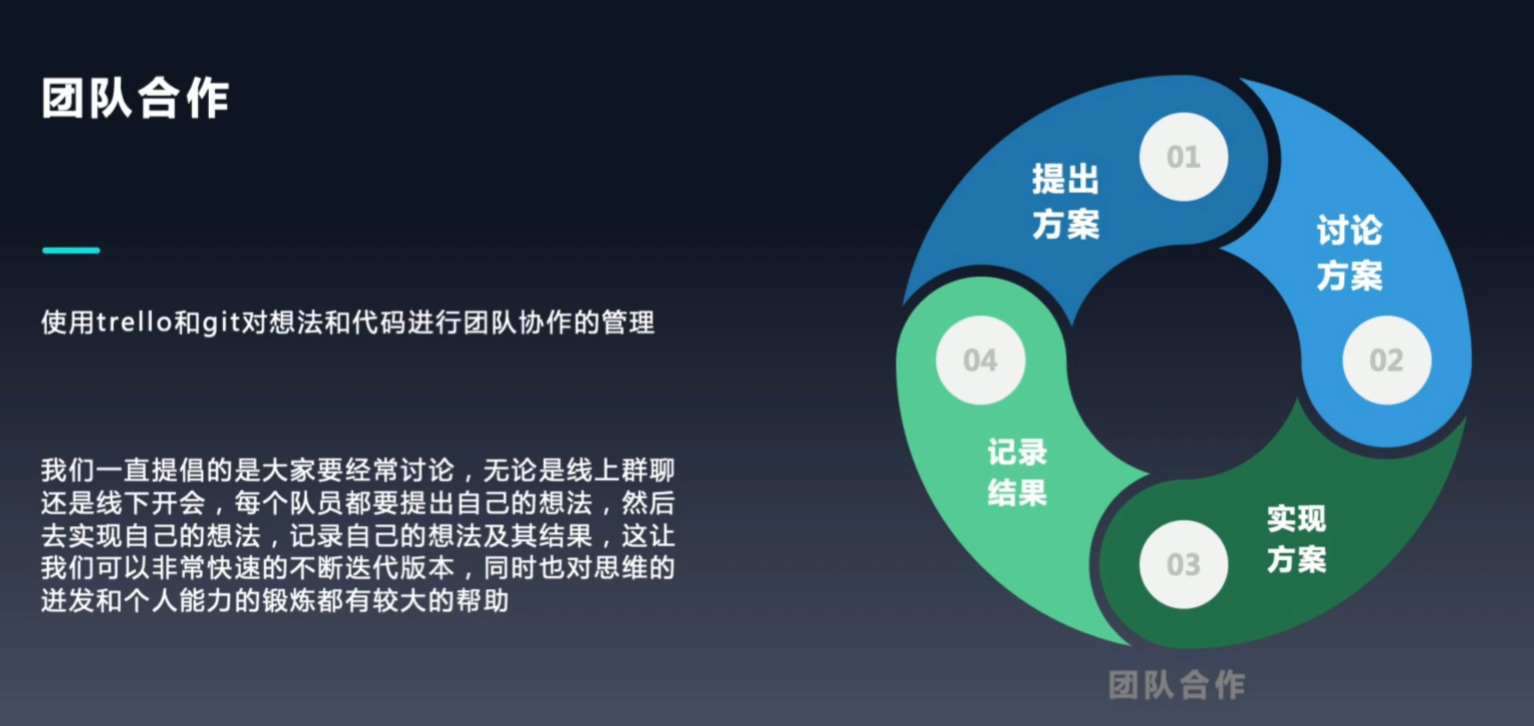 团队合作
使用trello和git对想法和代码进行团队协作的管理
我们一直提倡的是大家要经常讨论，无论是线上群聊
还是线下开会，每个队员都要提出自己的想法，然后
去实现自己的想法，记录自己的想法及其结果，这让
我们可以非常快速的不断迭代版本，同时也对思维的
迸发和个人能力的锻炼都有较大的帮助
01
提出
方案
讨论
方案
02
实现
方案
03
04
记录
结果
团队合作